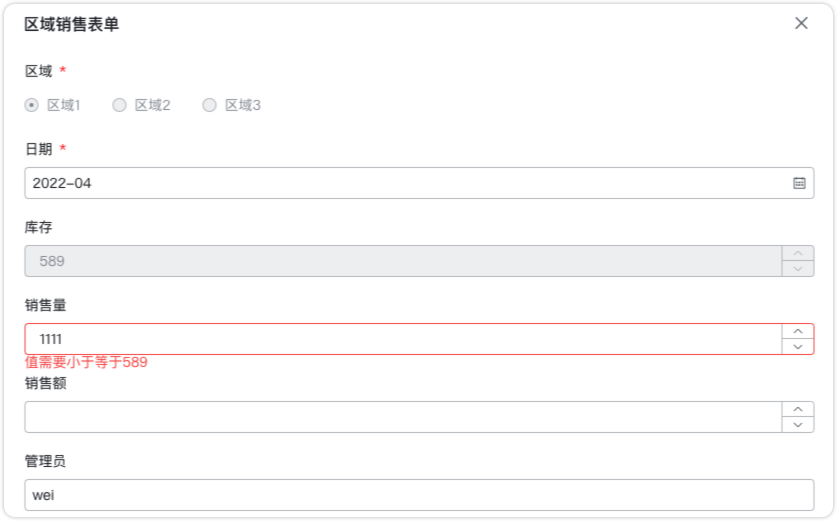 区域销售表单
区域 *
区域1 区域2 区域3
日期 *
2022-04
库存
589
销售量
1111
值需要小于等于589
销售额
管理员
wei